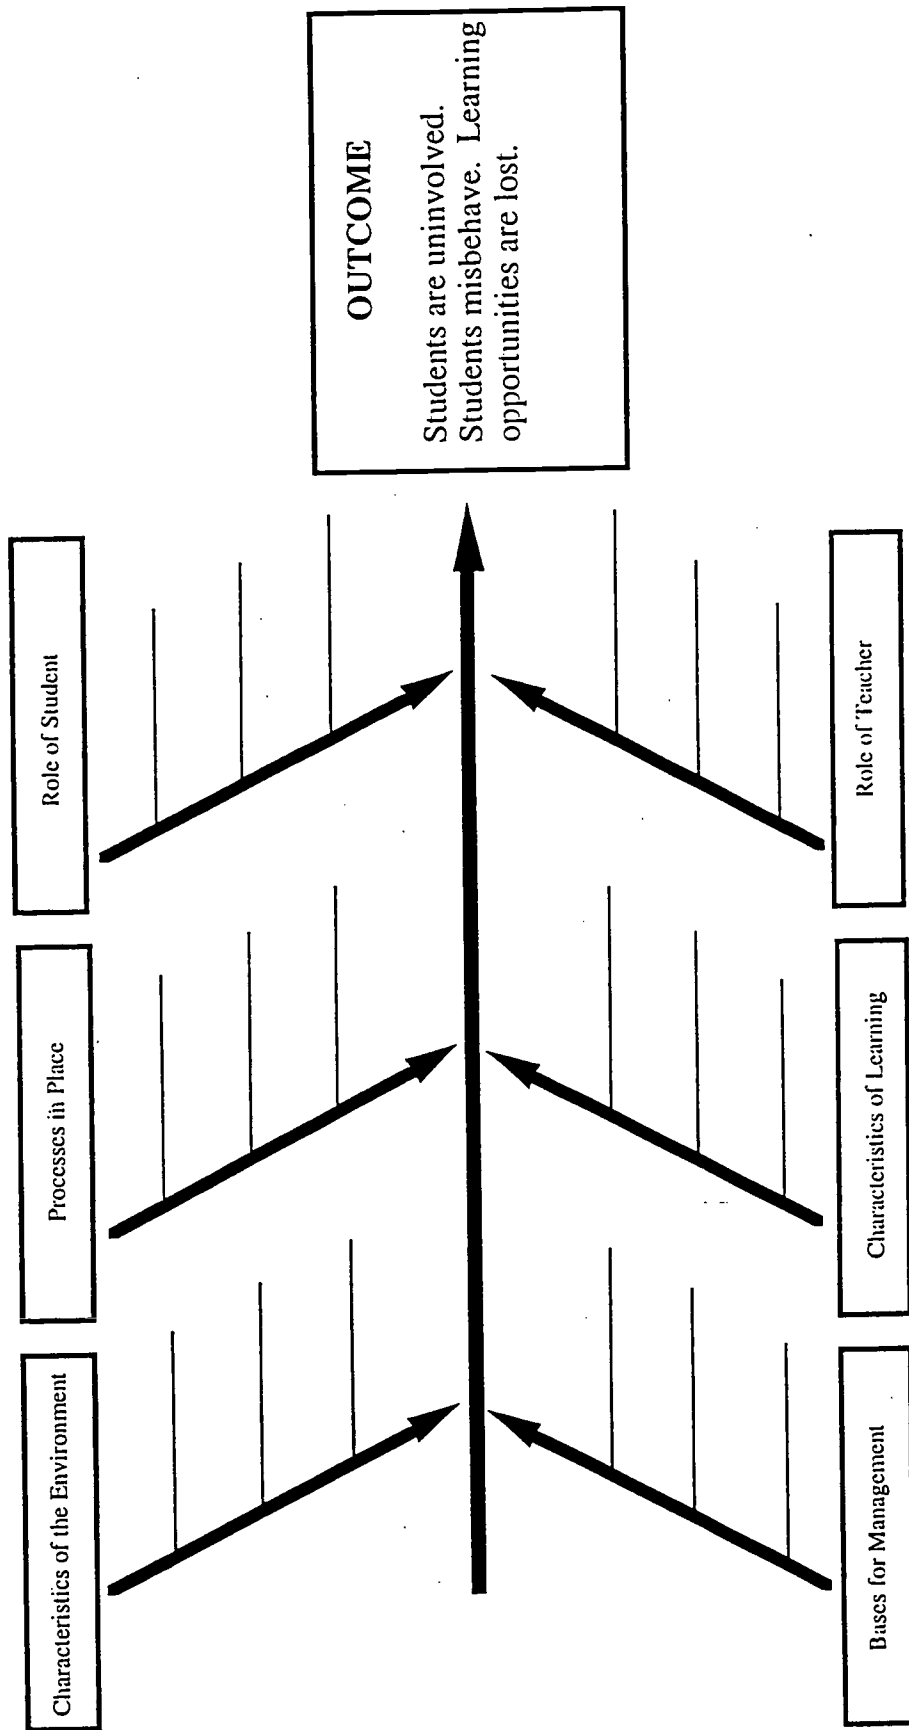 Characteristics of the Environment
Processes in Place
Role of Student
OUTCOME
Students are uninvolved.
Students misbehave. Learning
opportunities are lost.
Bases for Management
Characteristics of Learning
Role of Teacher